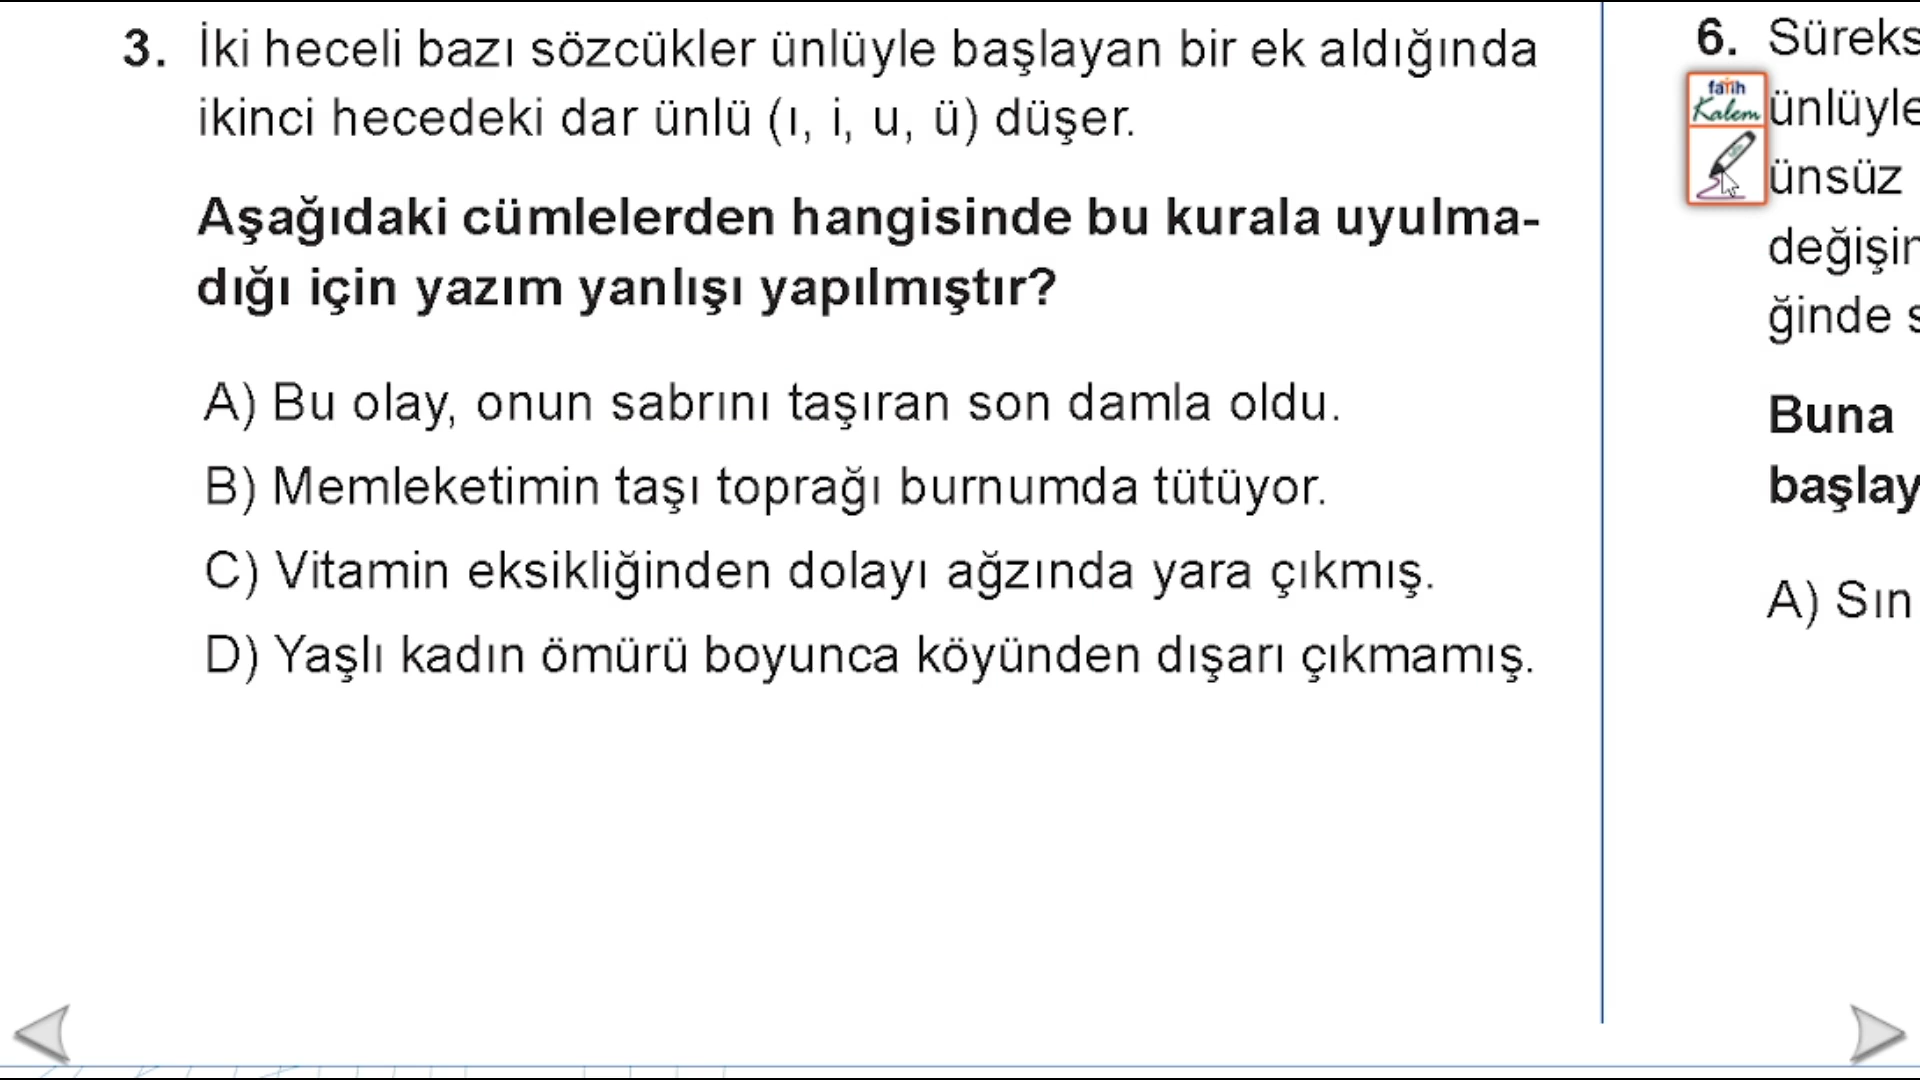 3. İki heceli bazı sözcükler ünlüyle başlayan bir ek aldığında
ikinci hecedeki dar ünlü (ı, i, u, ü) düşer.
Aşağıdaki cümlelerden hangisinde bu kurala uyulma-
dığı için yazım yanlışı yapılmıştır?
A) Bu olay, onun sabrını taşıran son damla oldu.
B) Memleketimin taşı toprağı burnumda tütüyor.
C) Vitamin eksikliğinden dolayı ağzında yara çıkmış.
D) Yaşlı kadın ömürü boyunca köyünden dışarı çıkmamış.
6. Süreks
fatih
Kalem
ünlüyle
ünsüz
değişir
ğinde s
Buna
başlay
A) Sın